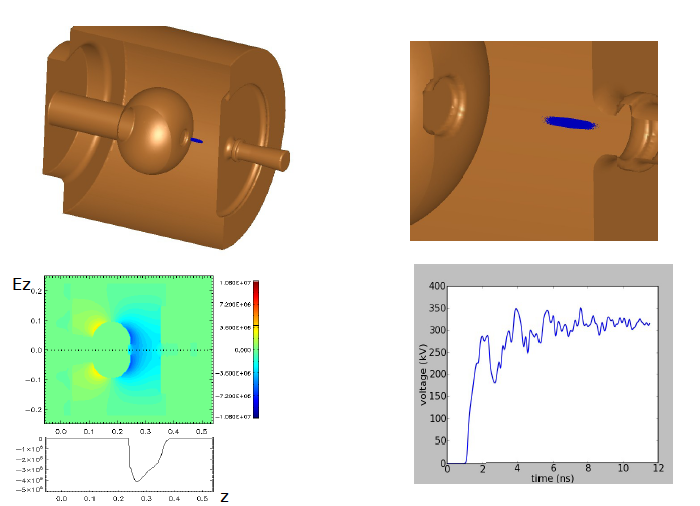 Ez
0.2
0.1
0.0
−0.1
−0.2
0.0 0.1 0.2 0.3 0.4 0.5
1.080E+07
7.200E+06
3.600E+06
0.000
−3.600E+06
−7.200E+06
−1.080E+07
0
−1×10⁶
−2×10⁶
−3×10⁶
−4×10⁶
−5×10⁶
0.0 0.1 0.2 0.3 0.4 0.5
z
400
350
300
250
200
150
100
50
0
voltage (kV)
0 2 4 6 8 10 12
time (ns)